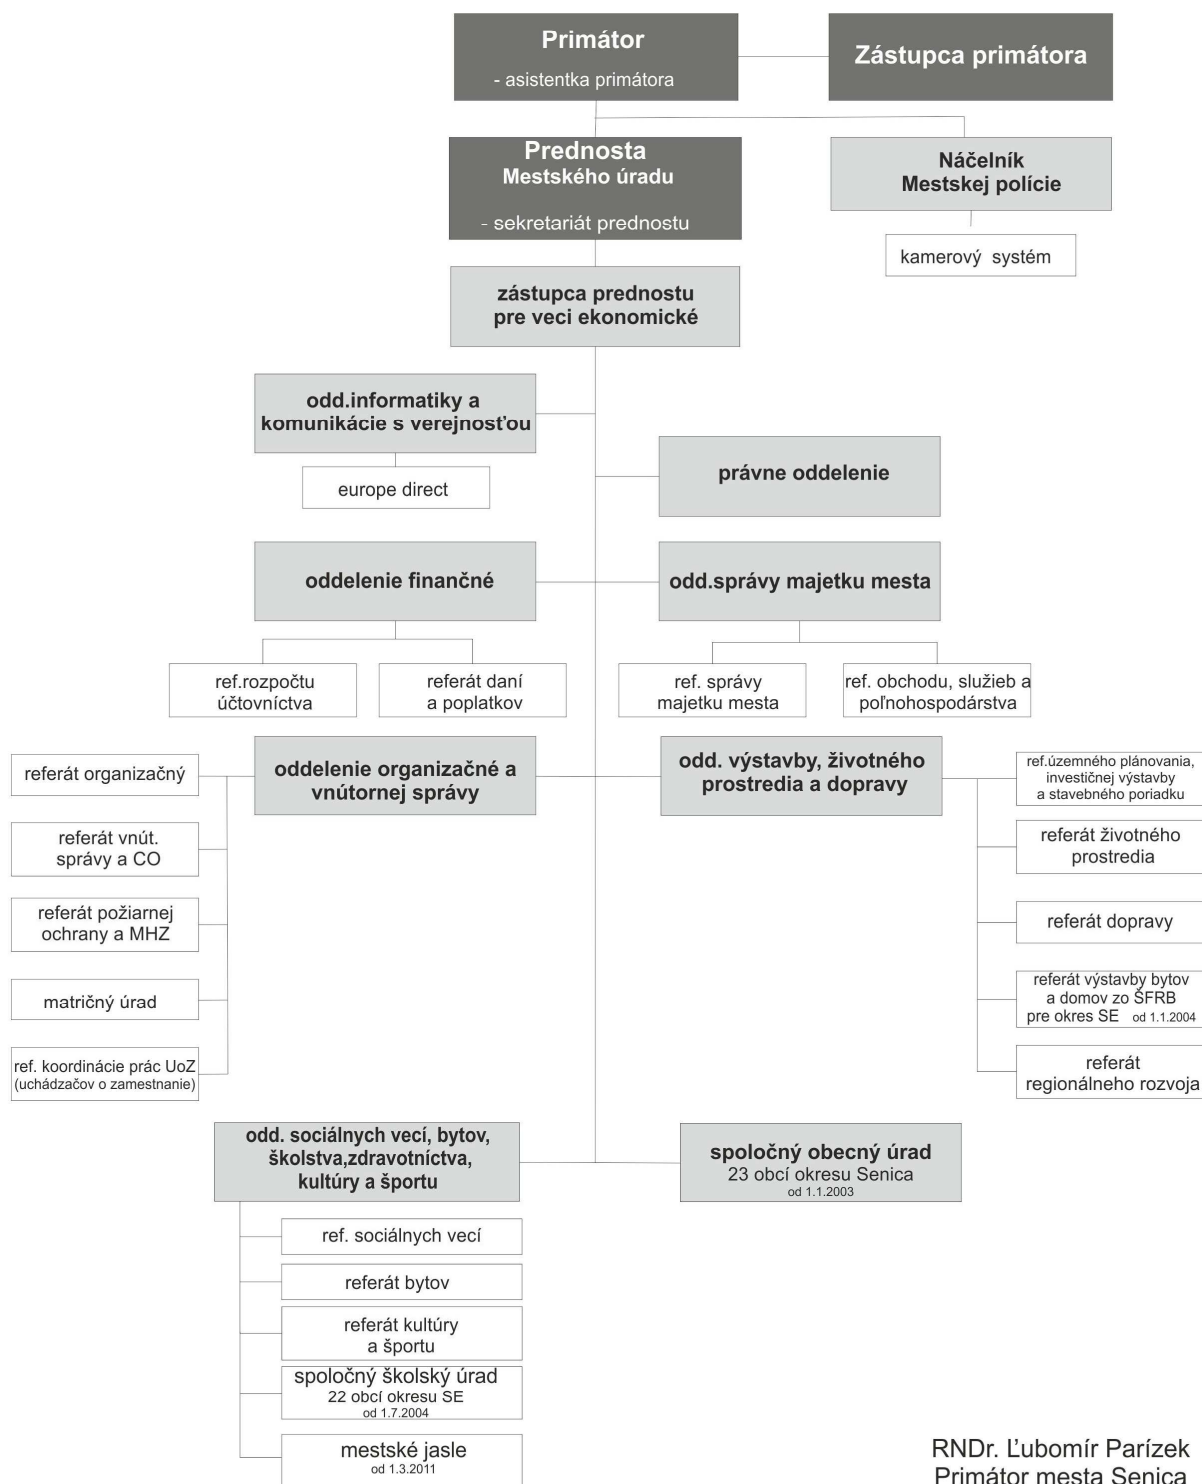 Primátor
- asistentka primátora
Zástupca primátora
Prednosta
Mestského úradu
- sekretariát prednostu
Náčelník
Mestskej polície
kamerový systém
zástupca prednostu
pre veci ekonomické
odd.informatiky a
komunikácie s verejnosťou
europe direct
právne oddelenie
oddelenie finančné
odd.správy majetku mesta
ref.rozpočtu
účtovníctva
referát daní
a poplatkov
ref. správy
majetku mesta
ref. obchodu, služieb a
poľnohospodárstva
referát organizačný
oddelenie organizačné a
vnútornej správy
odd. výstavby, životného
prostredia a dopravy
ref.územného plánovania,
investičnej výstavby
a stavebného poriadku
referát vnút.
správy a CO
referát životného
prostredia
referát požiarnej
ochrany a MHZ
referát dopravy
matričný úrad
referát výstavby bytov
a domov zo ŠFRB
pre okres SE od 1.1.2004
ref. koordinácie prác UoZ
(uchádzačov o zamestnanie)
referát
regionálneho rozvoja
odd. sociálnych vecí, bytov,
školstva,zdravotníctva,
kultúry a športu
spoločný obecný úrad
23 obcí okresu Senica
od 1.1.2003
ref. sociálnych vecí
referát bytov
referát kultúry
a športu
spoločný školský úrad
22 obcí okresu SE
od 1.7.2004
mestské jasle
od 1.3.2011
RNDr. Ľubomír Parízek
Primátor mesta Senica